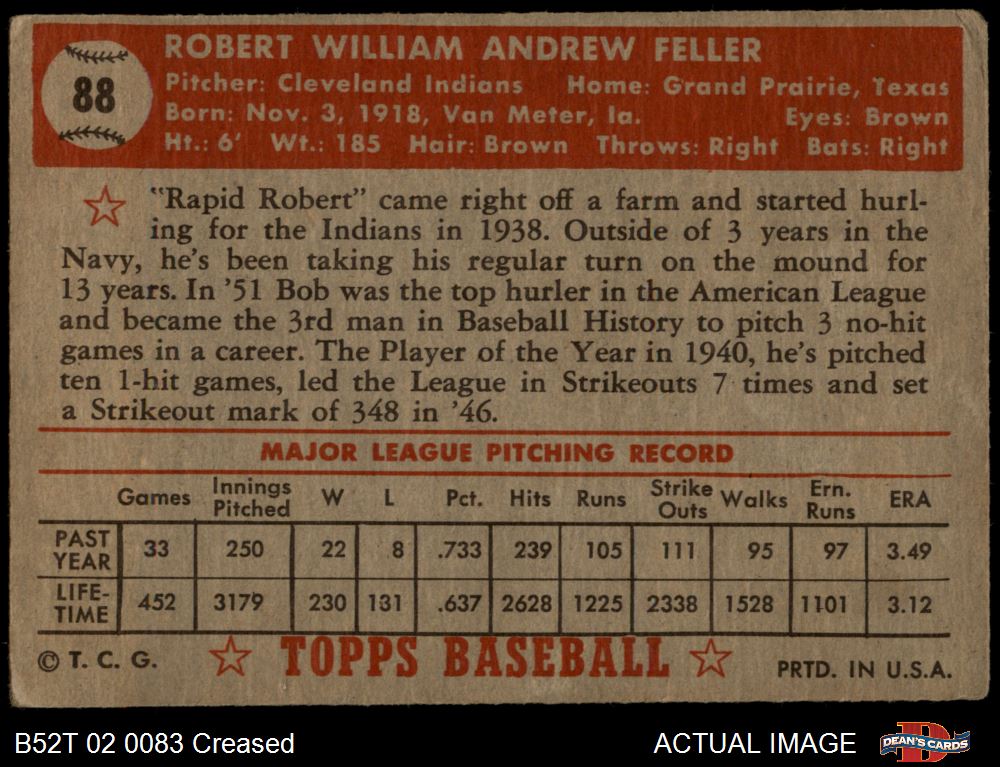 88
ROBERT WILLIAM ANDREW FELLER
Pitcher: Cleveland Indians Home: Grand Prairie, Texas
Born: Nov. 3, 1918, Van Meter, Ia. Eyes: Brown
Ht.: 6' Wt.: 185 Hair: Brown Throws: Right Bats: Right
"Rapid Robert" came right off a farm and started hurl-
ing for the Indians in 1938. Outside of 3 years in the
Navy, he's been taking his regular turn on the mound for
13 years. In '51 Bob was the top hurler in the American League
and became the 3rd man in Baseball History to pitch 3 no-hit
games in a career. The Player of the Year in 1940, he's pitched
ten 1-hit games, led the League in Strikeouts 7 times and set
a Strikeout mark of 348 in '46.
MAJOR LEAGUE PITCHING RECORD
Games Innings Pitched W L Pct. Hits Runs Strike Outs Walks Ern. Runs ERA
PAST YEAR 33 250 22 8 .733 239 105 111 95 97 3.49
LIFE-TIME 452 3179 230 131 .637 2628 1225 2338 1528 1101 3.12
© T. C. G. TOPPS BASEBALL PRTD. IN U.S.A.
B52T 02 0083 Creased ACTUAL IMAGE DEAN'S CARDS